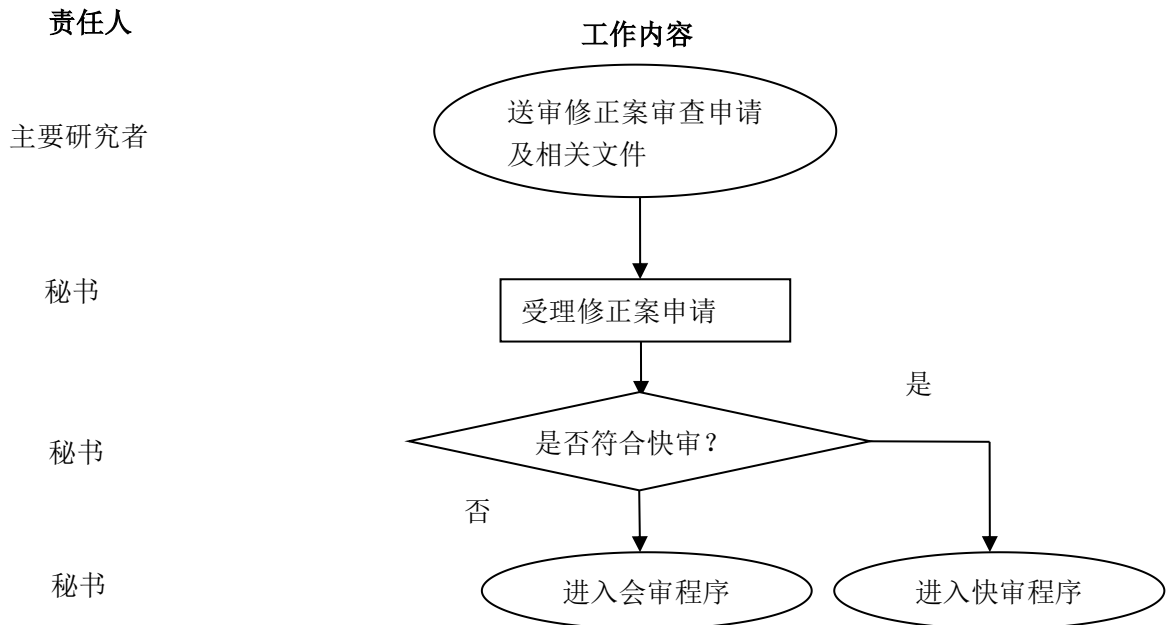 责任人
工作内容
主要研究者
送审修正案审查申请
及相关文件
秘书
受理修正案申请
是
秘书
是否符合快审？
否
秘书
进入会审程序
进入快审程序